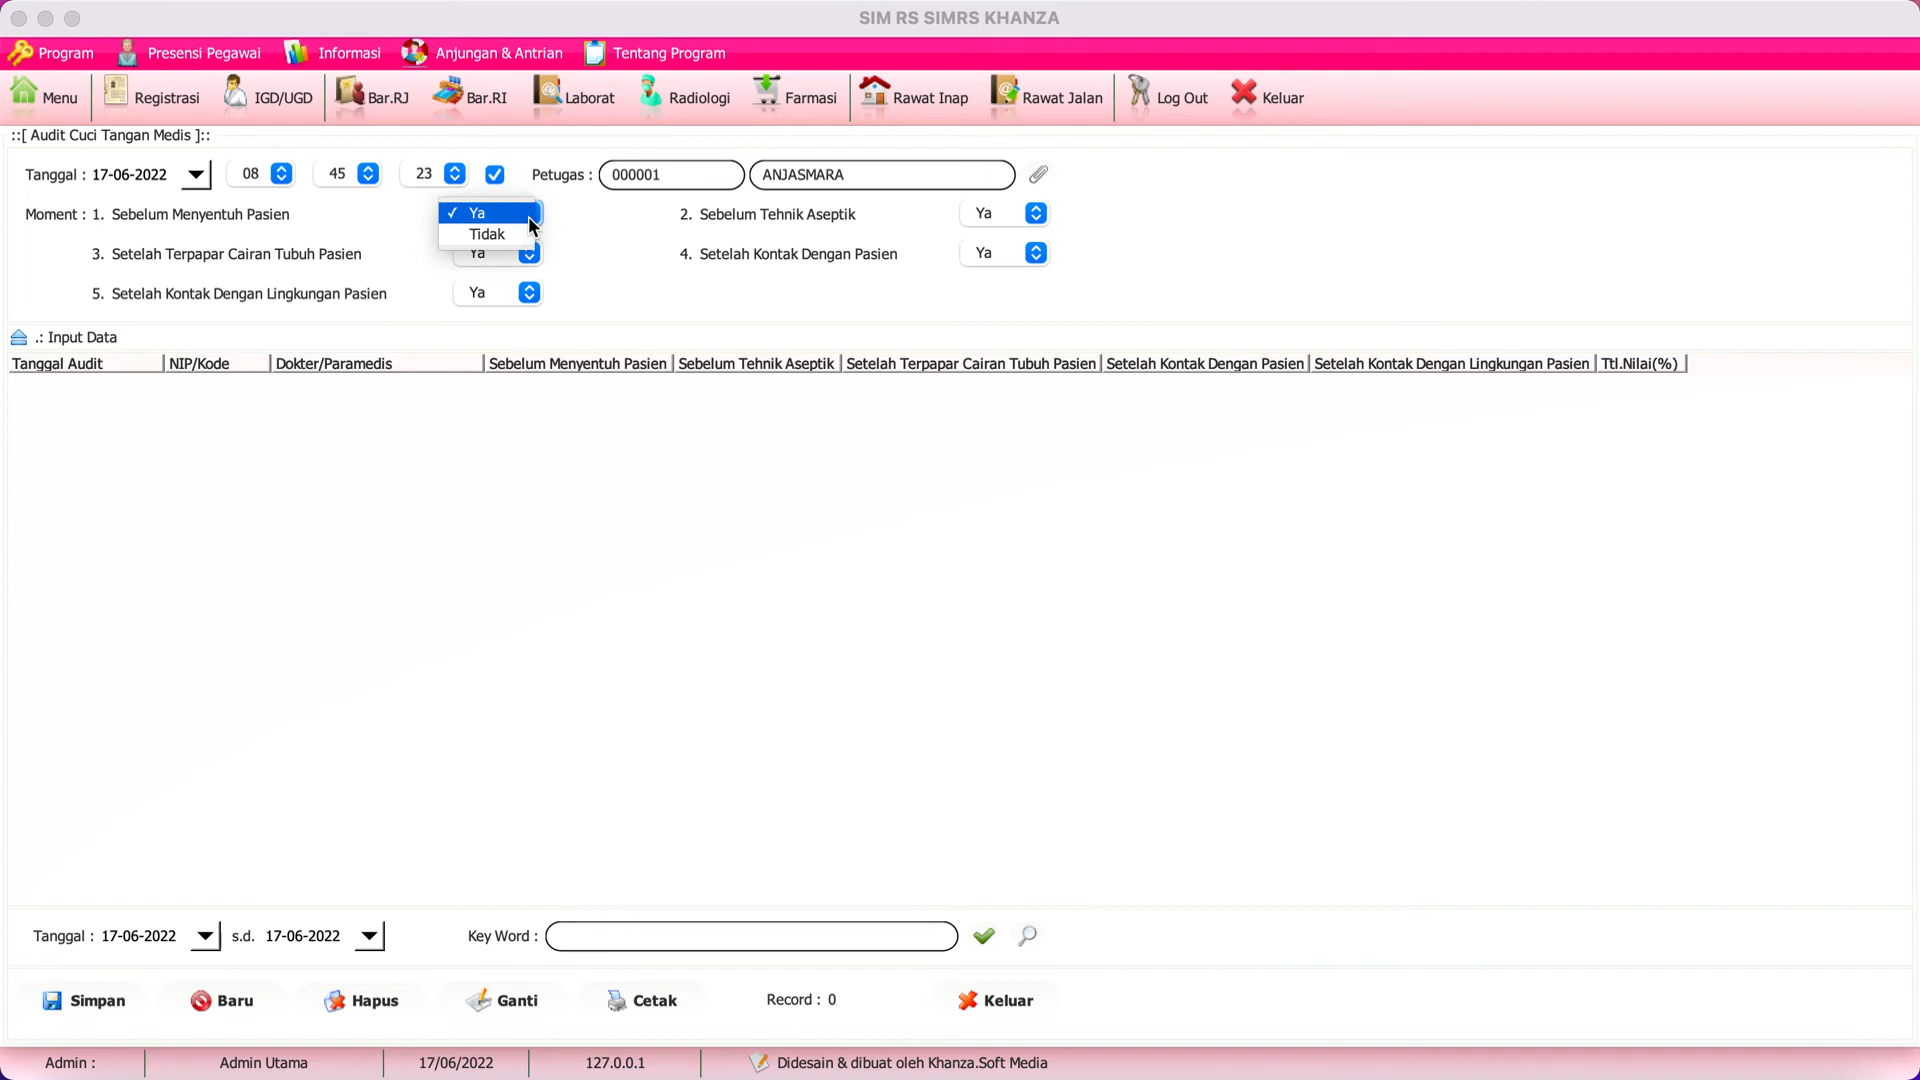 SIM RS SIMRS KHANZA
Program Presensi Pegawai Informasi Anjungan & Antrian Tentang Program
Menu Registrasi IGD/UGD Bar.RJ Bar.RI Laborat Radiologi Farmasi Rawat Inap Rawat Jalan Log Out Keluar
::[ Audit Cuci Tangan Medis ]::
Tanggal : 17-06-2022 08 45 23 Petugas : 000001 ANJASMARA
Moment : 1. Sebelum Menyentuh Pasien Ya 2. Sebelum Tehnik Aseptik Ya
Tidak
3. Setelah Terpapar Cairan Tubuh Pasien Ya 4. Setelah Kontak Dengan Pasien Ya
5. Setelah Kontak Dengan Lingkungan Pasien Ya
.: Input Data
Tanggal Audit NIP/Kode Dokter/Paramedis Sebelum Menyentuh Pasien Sebelum Tehnik Aseptik Setelah Terpapar Cairan Tubuh Pasien Setelah Kontak Dengan Pasien Setelah Kontak Dengan Lingkungan Pasien Ttl.Nilai(%)
Tanggal : 17-06-2022 s.d. 17-06-2022 Key Word :
Simpan Baru Hapus Ganti Cetak Record : 0 Keluar
Admin : Admin Utama 17/06/2022 127.0.0.1 Didesain & dibuat oleh Khanza.Soft Media